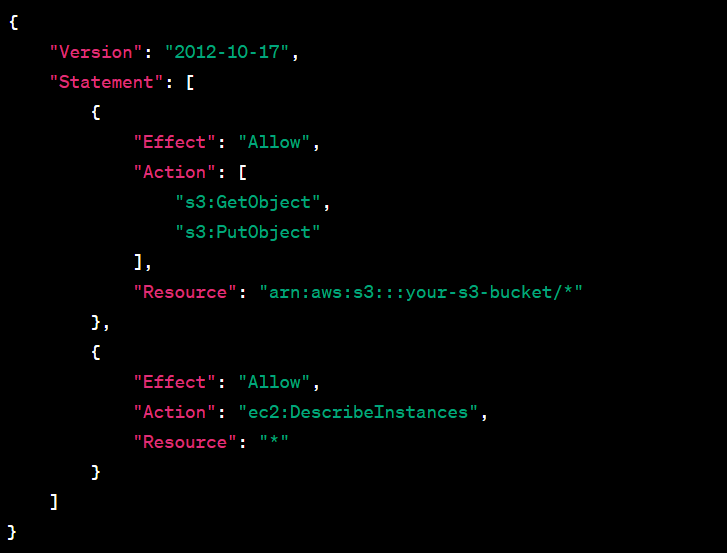 {
    "Version": "2012-10-17",
    "Statement": [
        {
            "Effect": "Allow",
            "Action": [
                "s3:GetObject",
                "s3:PutObject"
            ],
            "Resource": "arn:aws:s3:::your-s3-bucket/*"
        },
        {
            "Effect": "Allow",
            "Action": "ec2:DescribeInstances",
            "Resource": "*"
        }
    ]
}